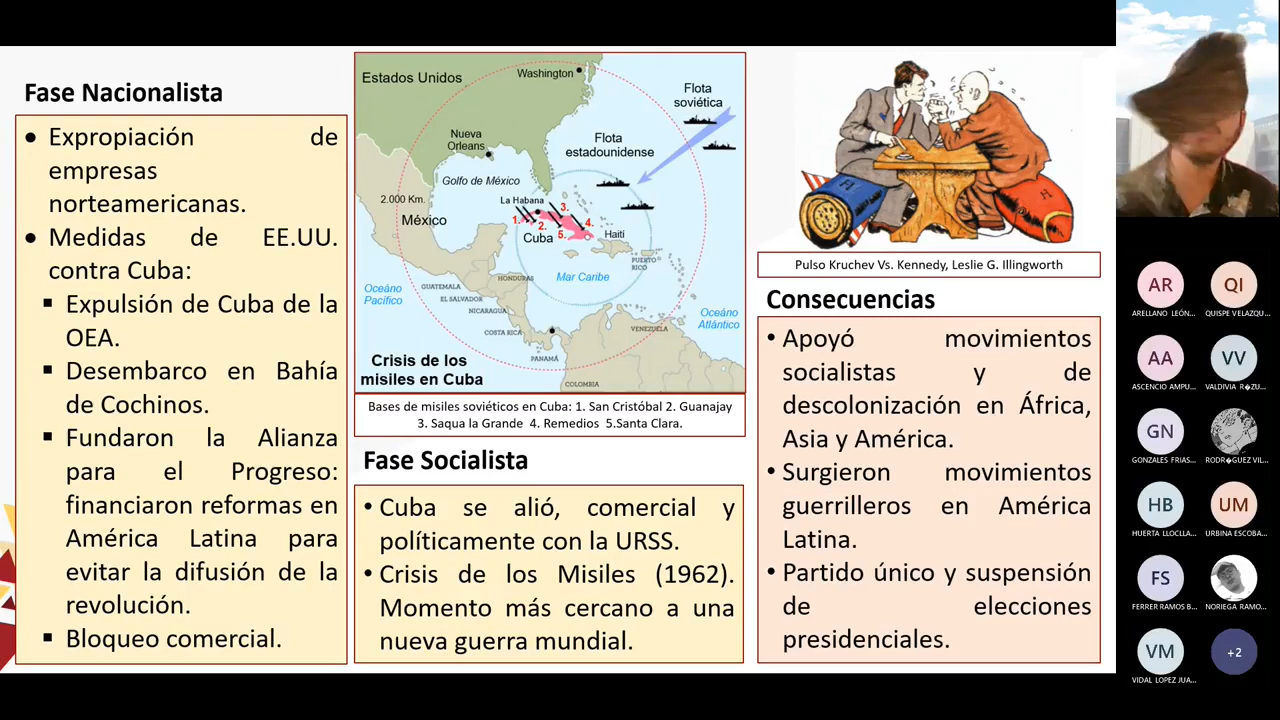 Fase Nacionalista
• Expropiación de
empresas
norteamericanas.
• Medidas de EE.UU.
contra Cuba:
▪ Expulsión de Cuba de la
OEA.
▪ Desembarco en Bahía
de Cochinos.
▪ Fundaron la Alianza
para el Progreso:
financiaron reformas en
América Latina para
evitar la difusión de la
revolución.
▪ Bloqueo comercial.
Estados Unidos
Washington
Flota
soviética
Nueva
Orleans
Flota
estadounidense
Golfo de México
2.000 Km.
México
La Habana
1.
2.
3.
4.
5.
Cuba
Haití
PUERTO
RICO
Mar Caribe
HONDURAS
GUATEMALA
EL SALVADOR
NICARAGUA
COSTA RICA
PANAMÁ
VENEZUELA
COLOMBIA
Océano
Pacífico
Océano
Atlántico
Crisis de los
misiles en Cuba
Bases de misiles soviéticos en Cuba: 1. San Cristóbal 2. Guanajay
3. Saqua la Grande 4. Remedios 5.Santa Clara.
Fase Socialista
• Cuba se alió, comercial y
políticamente con la URSS.
• Crisis de los Misiles (1962).
Momento más cercano a una
nueva guerra mundial.
H
H
Pulso Kruchev Vs. Kennedy, Leslie G. Illingworth
Consecuencias
• Apoyó movimientos
socialistas y de
descolonización en África,
Asia y América.
• Surgieron movimientos
guerrilleros en América
Latina.
• Partido único y suspensión
de elecciones
presidenciales.
AR
ARELLANO LEÓN...
QI
QUISPE VELAZQU...
AA
ASCENCIO AMPU...
VV
VALDIVIA R�ZU...
GN
GONZALES FRIAS...
RODR�GUEZ VIL...
HB
HUERTA LLOCLLA...
UM
URBINA ESCOBA...
FS
FERRER RAMOS B...
NORIEGA RAMO...
VM
VIDAL LOPEZ JUA...
+2